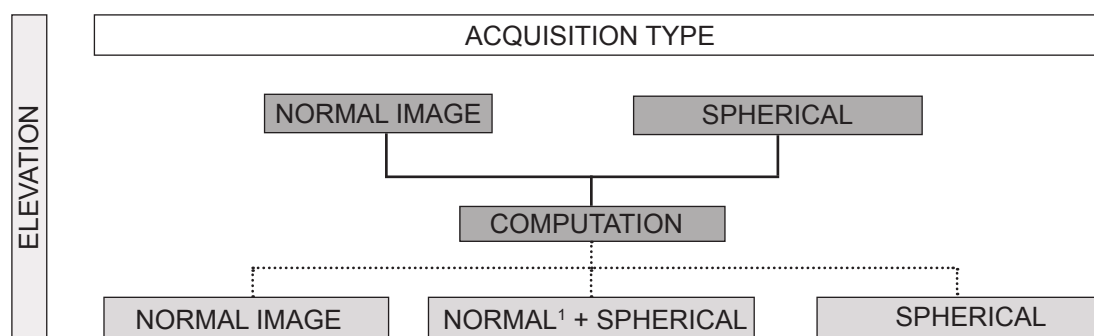 ACQUISITION TYPE
ELEVATION
NORMAL IMAGE
SPHERICAL
COMPUTATION
NORMAL IMAGE
NORMAL¹ + SPHERICAL
SPHERICAL